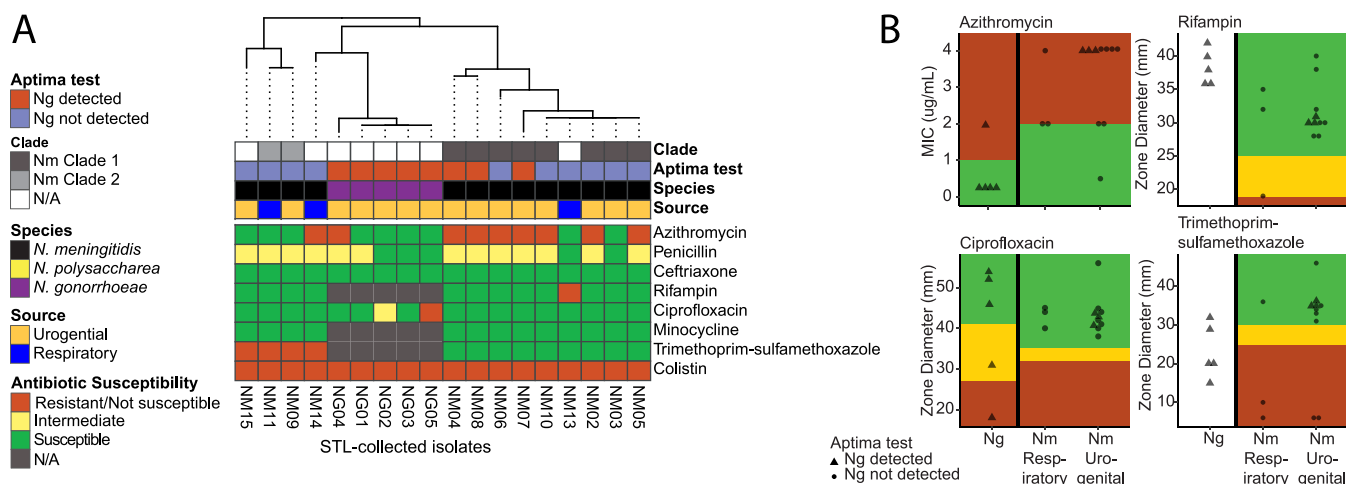 A
Aptima test
Ng detected
Ng not detected
Clade
Nm Clade 1
Nm Clade 2
N/A
Species
N. meningitidis
N. polysaccharea
N. gonorrhoeae
Source
Urogential
Respiratory
Antibiotic Susceptibility
Resistant/Not susceptible
Intermediate
Susceptible
N/A
Clade
Aptima test
Species
Source
Azithromycin
Penicillin
Ceftriaxone
Rifampin
Ciprofloxacin
Minocycline
Trimethoprim-sulfamethoxazole
Colistin
NM15 NM11 NM09 NM14 NG04 NG01 NG02 NG03 NG05 NM04 NM08 NM06 NM07 NM10 NM13 NM02 NM03 NM05
STL-collected isolates
B
Azithromycin
MIC (ug/mL)
4
3
2
1
0
Rifampin
Zone Diameter (mm)
40
35
30
25
20
Ciprofloxacin
Zone Diameter (mm)
50
40
30
20
Ng
Nm Resp-iratory
Nm Uro-genital
Trimethoprim-
sulfamethoxazole
Zone Diameter (mm)
40
30
20
10
Ng
Nm Resp-iratory
Nm Uro-genital
Aptima test
Ng detected
Ng not detected